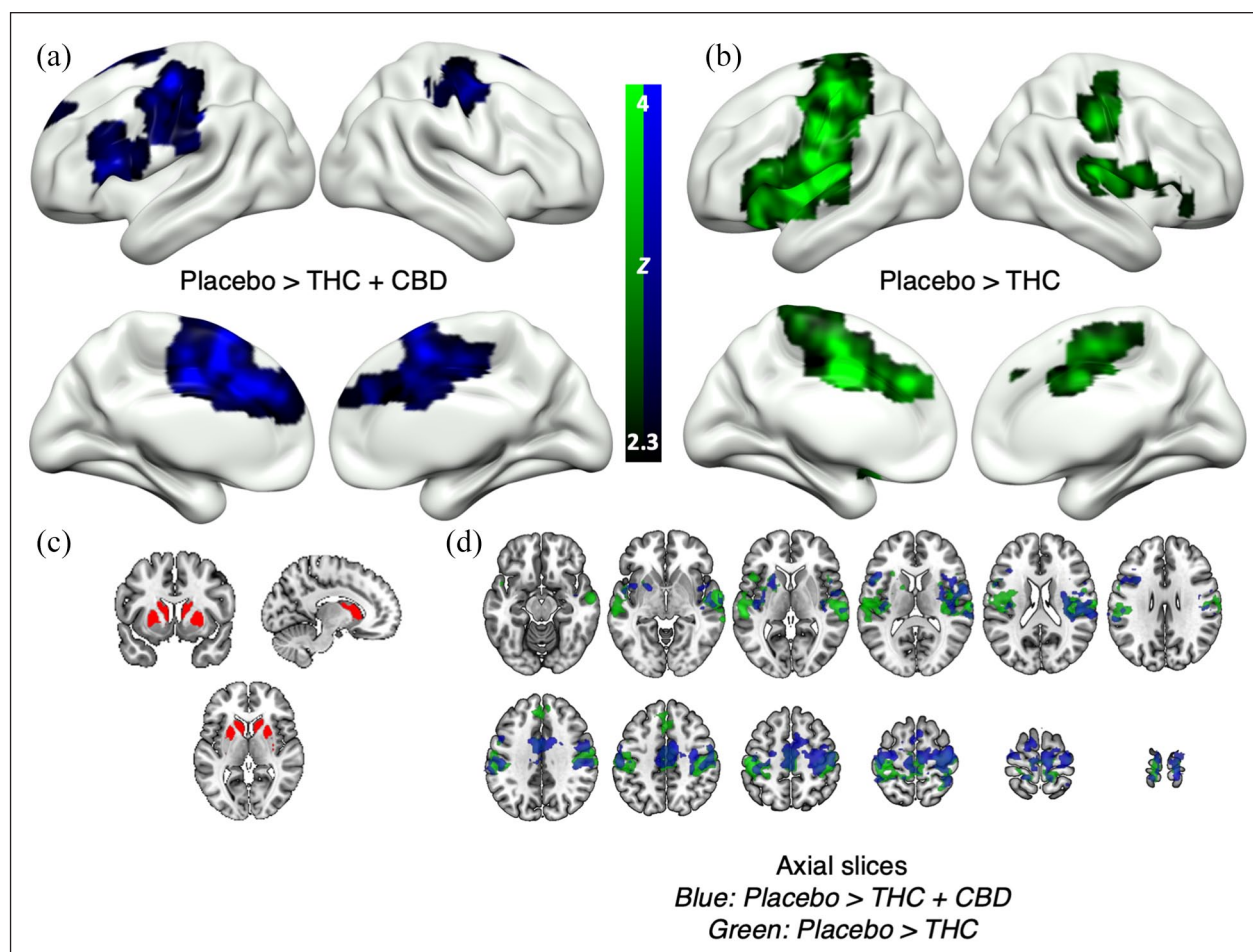 (a)
(b)
4
Z
2.3
Placebo > THC + CBD
Placebo > THC
(c)
(d)
Axial slices
Blue: Placebo > THC + CBD
Green: Placebo > THC